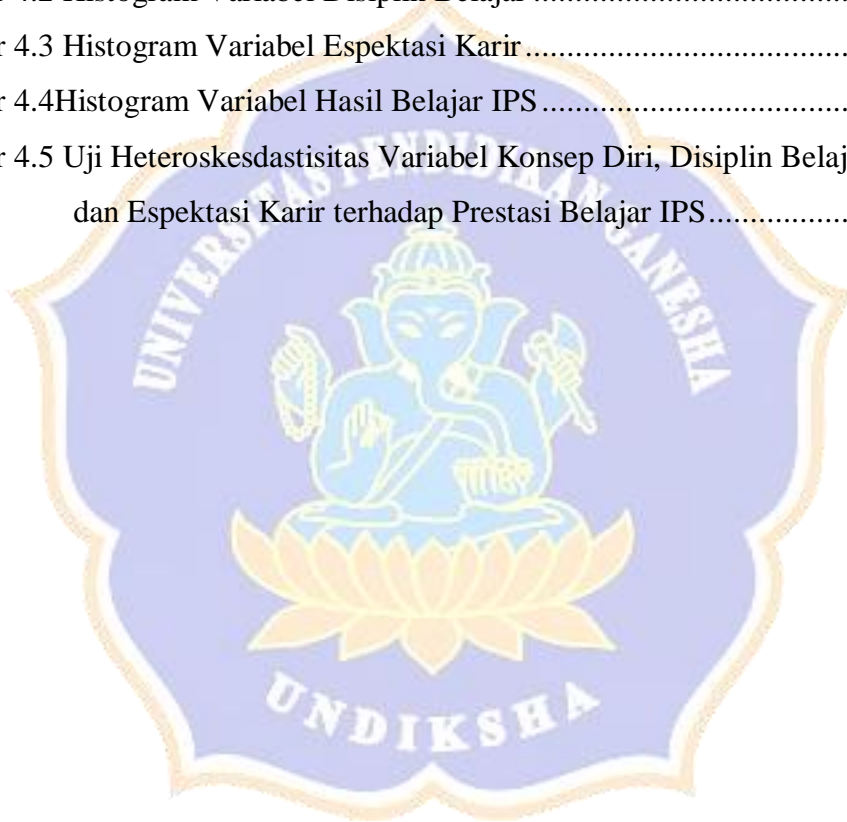 r 4.2 Histogram Variabel Disiplin Belajar ....................................
r 4.3 Histogram Variabel Espektasi Karir ....................................
r 4.4Histogram Variabel Hasil Belajar IPS ..................................
r 4.5 Uji Heteroskesdastisitas Variabel Konsep Diri, Disiplin Belaj
dan Espektasi Karir terhadap Prestasi Belajar IPS .................
UNIVERSITAS PENDIDIKAN GANESHA
UNDIKSHA